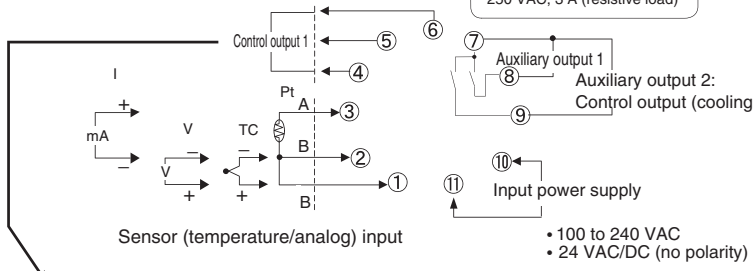 250 VAC, 3 A (resistive load)
Control output 1
⑥
⑤
④
⑦
Auxiliary output 1
⑧
Auxiliary output 2:
Control output (cooling
⑨
I
+
mA
−
V
−
V
+
TC
−
+
Pt
A
③
B
②
①
B
⑩
⑪
Input power supply
Sensor (temperature/analog) input
• 100 to 240 VAC
• 24 VAC/DC (no polarity)